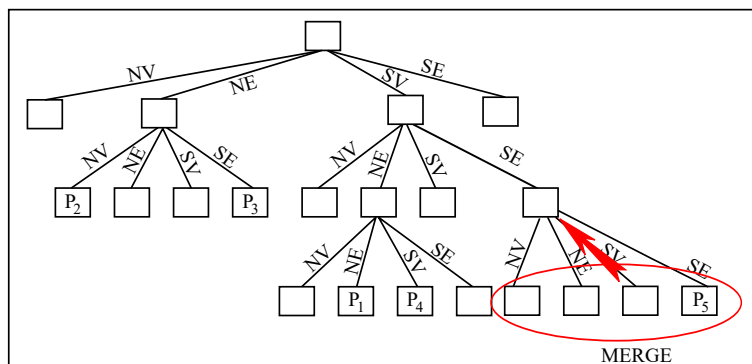 NV NE SV SE
NV NE SV SE NV NE SV SE
P2 P3
NV NE SV SE NV NE SV SE
P1 P4 P5
MERGE